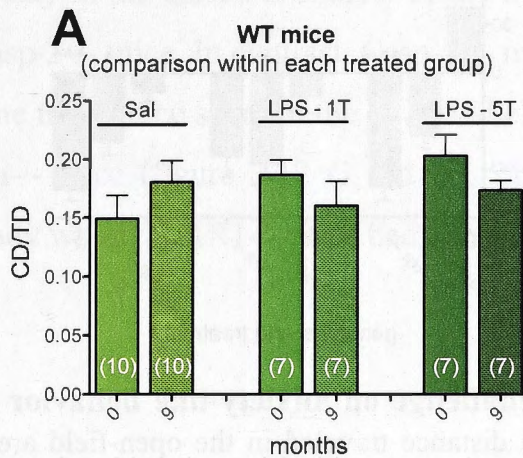 A
WT mice
(comparison within each treated group)
Sal
LPS - 1T
LPS - 5T
0.25
0.20
0.15
0.10
0.05
0.00
CD/TD
(10)
(10)
(7)
(7)
(7)
(7)
0
9
0
9
0
9
months